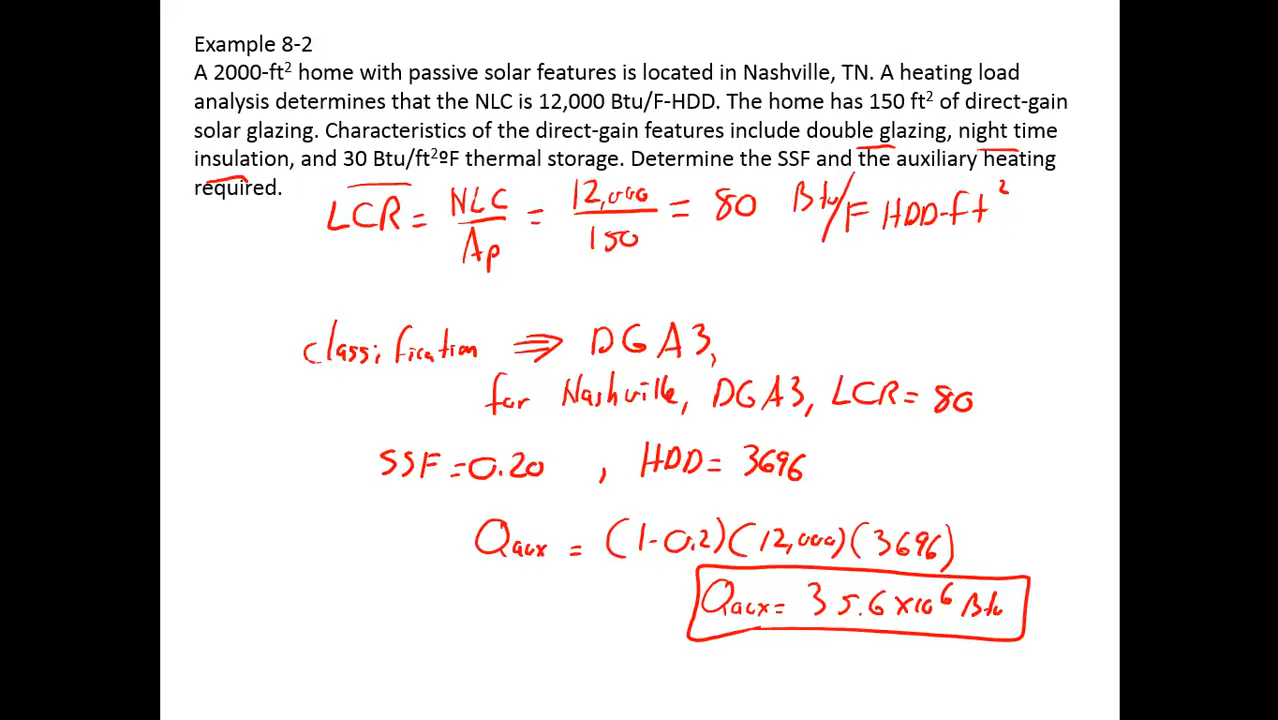 Example 8-2
A 2000-ft² home with passive solar features is located in Nashville, TN. A heating load
analysis determines that the NLC is 12,000 Btu/F-HDD. The home has 150 ft² of direct-gain
solar glazing. Characteristics of the direct-gain features include double glazing, night time
insulation, and 30 Btu/ft²ºF thermal storage. Determine the SSF and the auxiliary heating
required.
LCR = NLC/Ap = 12,000/150 = 80 Btu/F HDD-ft²
classification ⇒ DGA3,
for Nashville, DGA3, LCR = 80
SSF = 0.20 , HDD = 3696
Qaux = (1-0.2)(12,000)(3696)
Qaux = 35.6 x10⁶ Btu